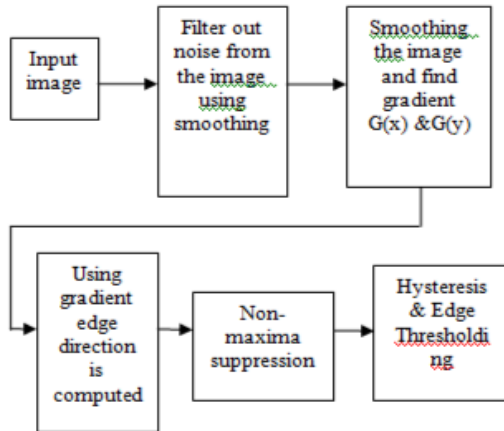 Input
image
Filter out
noise from
the image
using
smoothing
Smoothing
the image
and find
gradient
G(x) &G(y)
Using
gradient
edge
direction
is
computed
Non-
maxima
suppression
Hysteresis
& Edge
Thresholdi
ng